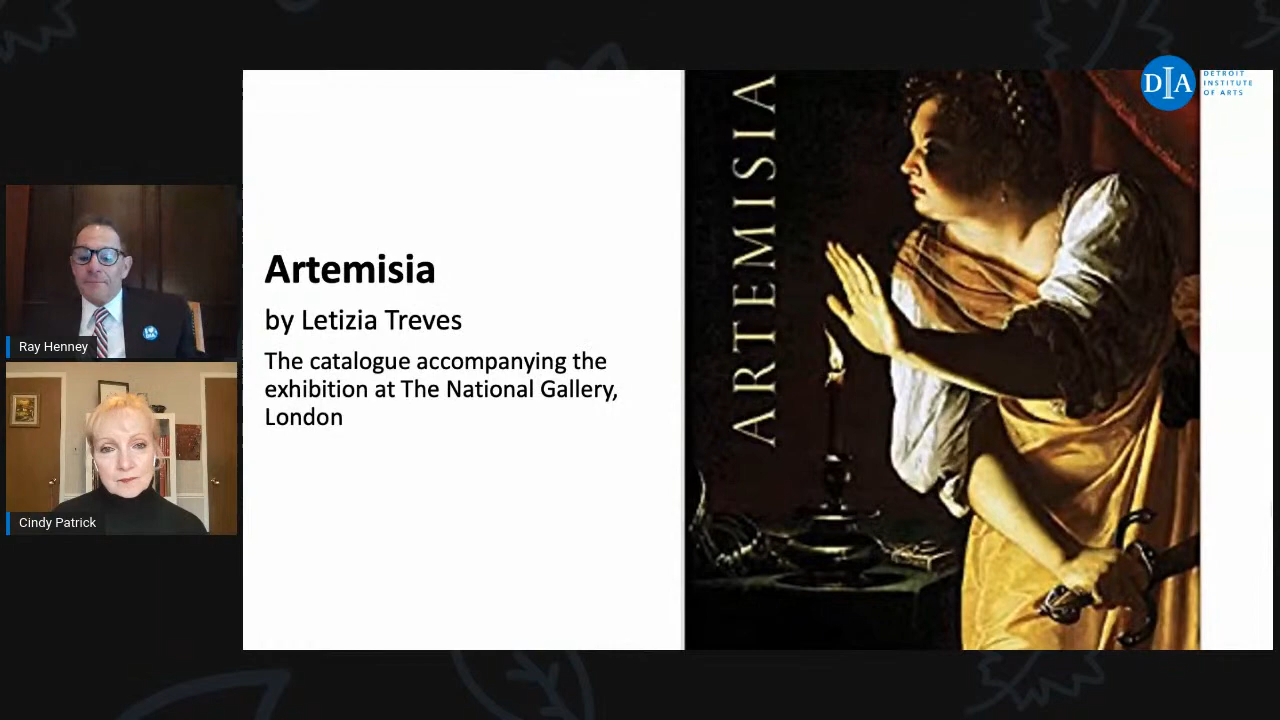 DIA
DETROIT
INSTITUTE
OF ARTS
Artemisia
by Letizia Treves
The catalogue accompanying the
exhibition at The National Gallery,
London
ARTEMISIA
Ray Henney
Cindy Patrick